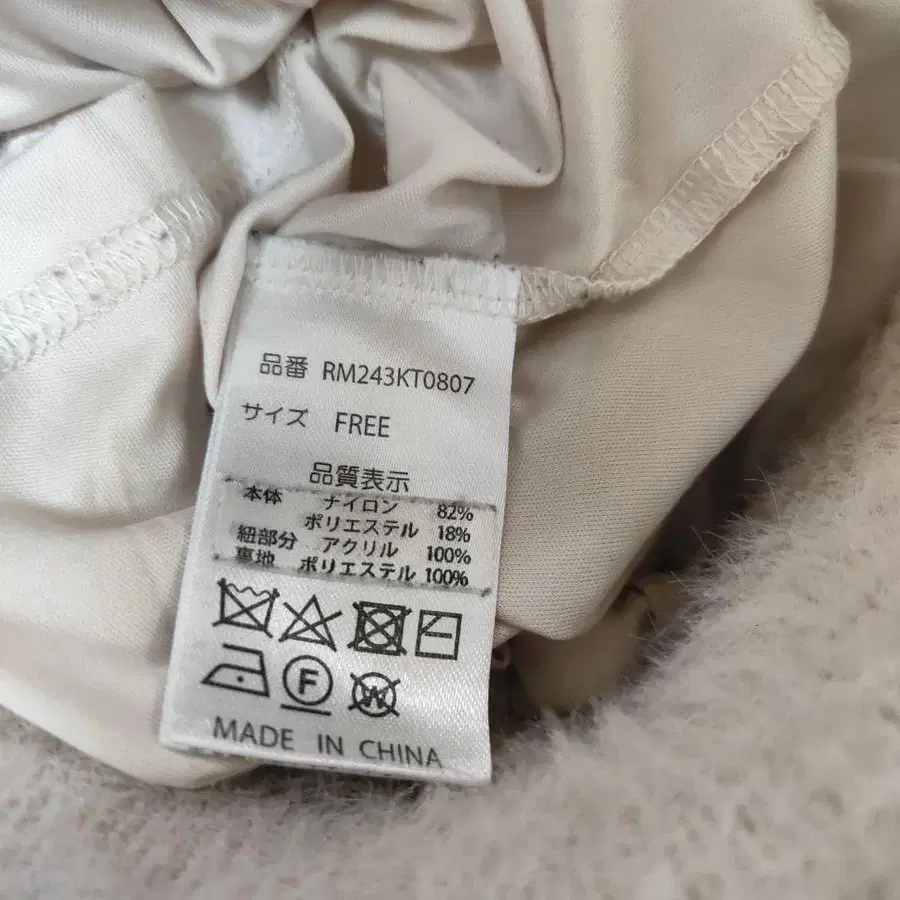 品番 RM243KT0807
サイズ FREE
品質表示
本体 ナイロン 82%
ポリエステル 18%
紐部分 アクリル 100%
裏地 ポリエステル 100%
F W
MADE IN CHINA